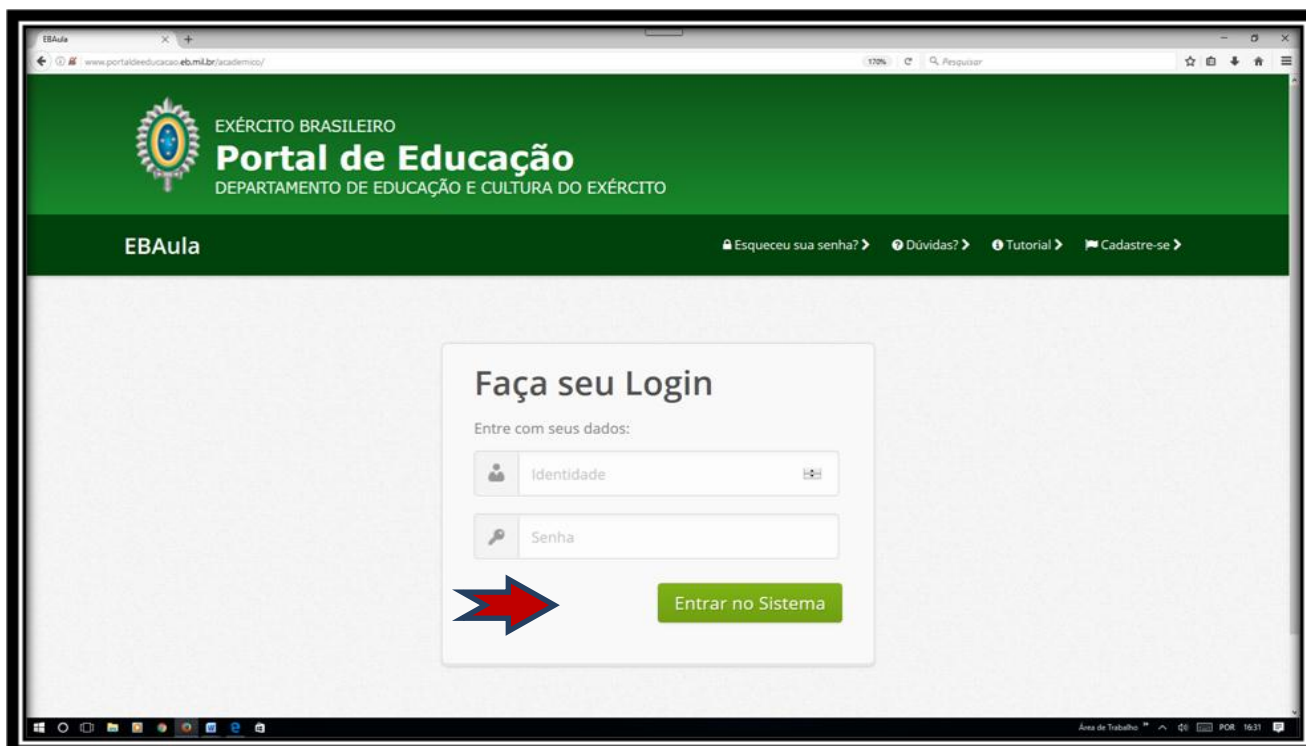 EBAula
www.portaldeeducacao.eb.mil.br/academico/
170%
Pesquisar
EXÉRCITO BRASILEIRO
Portal de Educação
DEPARTAMENTO DE EDUCAÇÃO E CULTURA DO EXÉRCITO
EBAula
Esqueceu sua senha?
Dúvidas?
Tutorial
Cadastre-se
Faça seu Login
Entre com seus dados:
Identidade
Senha
Entrar no Sistema
Área de Trabalho
POR
16:31